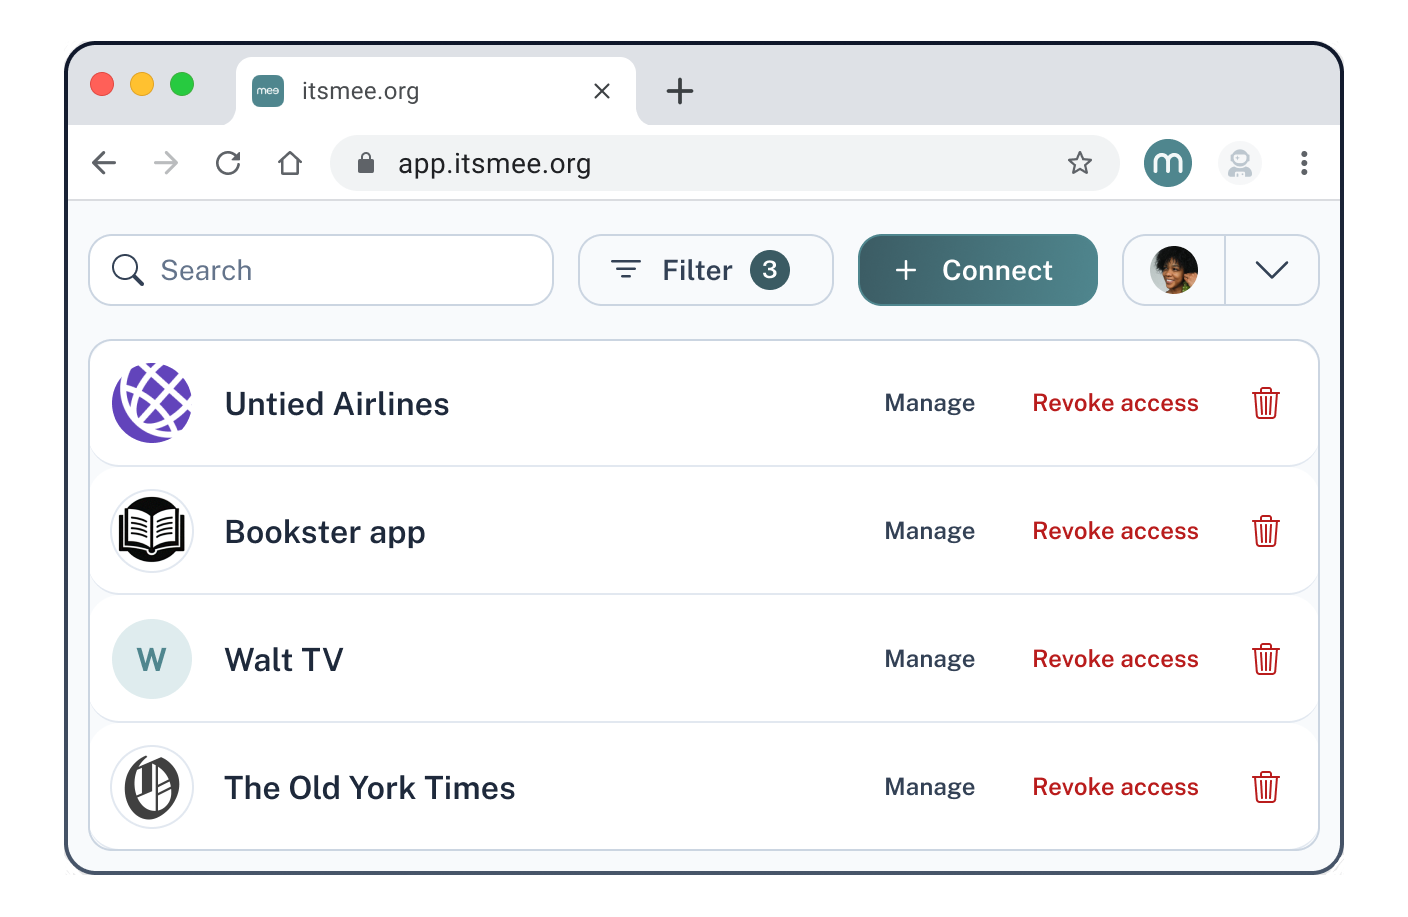 mee
itsmee.org
app.itsmee.org
m
Search
Filter 3
+ Connect
Untied Airlines Manage Revoke access
Bookster app Manage Revoke access
W Walt TV Manage Revoke access
The Old York Times Manage Revoke access